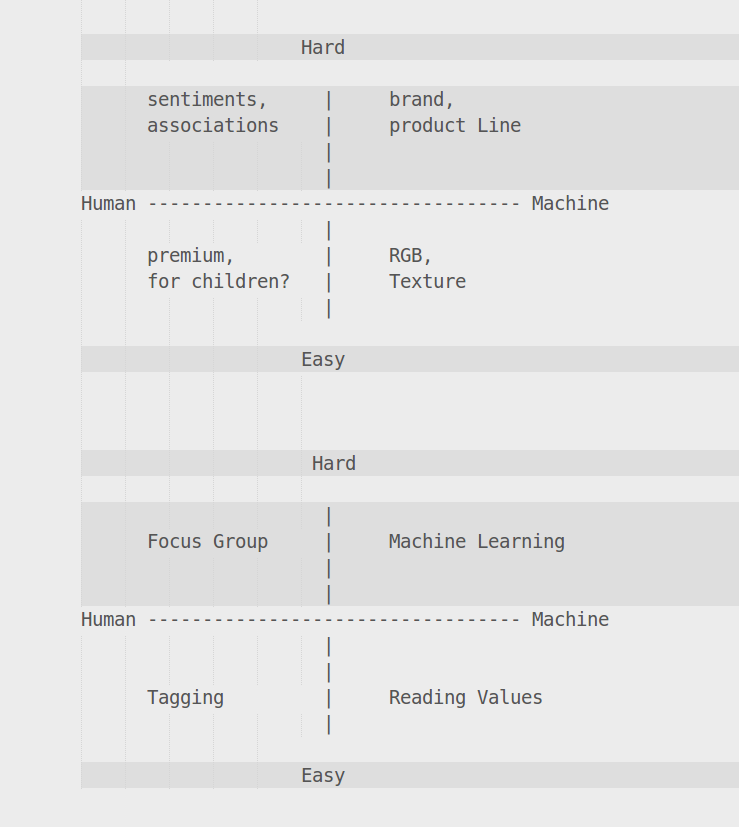 Hard
sentiments, | brand,
associations | product Line
|
|
Human ---------------------------------- Machine
|
premium, | RGB,
for children? | Texture
|
Easy
Hard
|
Focus Group | Machine Learning
|
|
Human ---------------------------------- Machine
|
|
Tagging | Reading Values
|
Easy